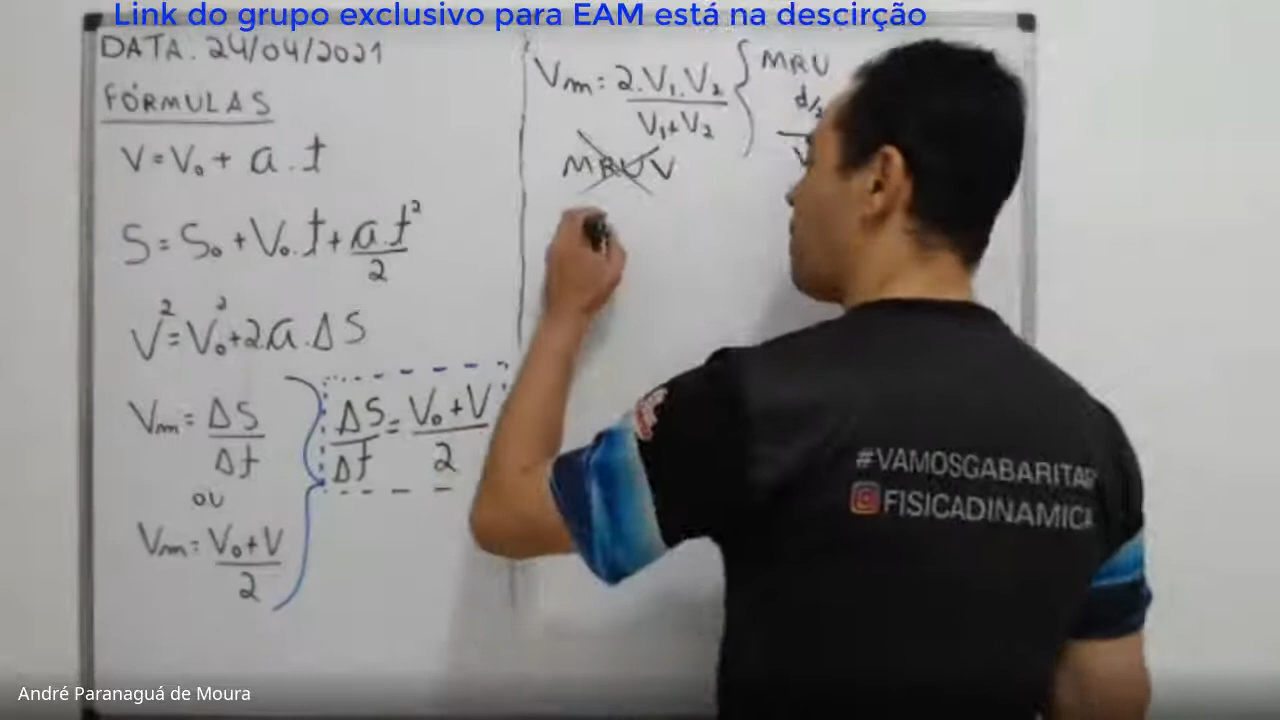 Link do grupo exclusivo para EAM está na descirção
DATA. 24/04/2021
FÓRMULAS
V=V₀+ a.t
S=S₀+V₀.t+a.t²/2
V²=V₀²+2.a.ΔS
Vm=ΔS/Δt
OU
Vm=V₀+V/2
ΔS/Δt=V₀+V/2
Vm=2.V₁.V₂/V₁+V₂
MRUV
MRU
d/2
V
#VAMOSGABARITAR
FISICADINAMICA
André Paranaguá de Moura